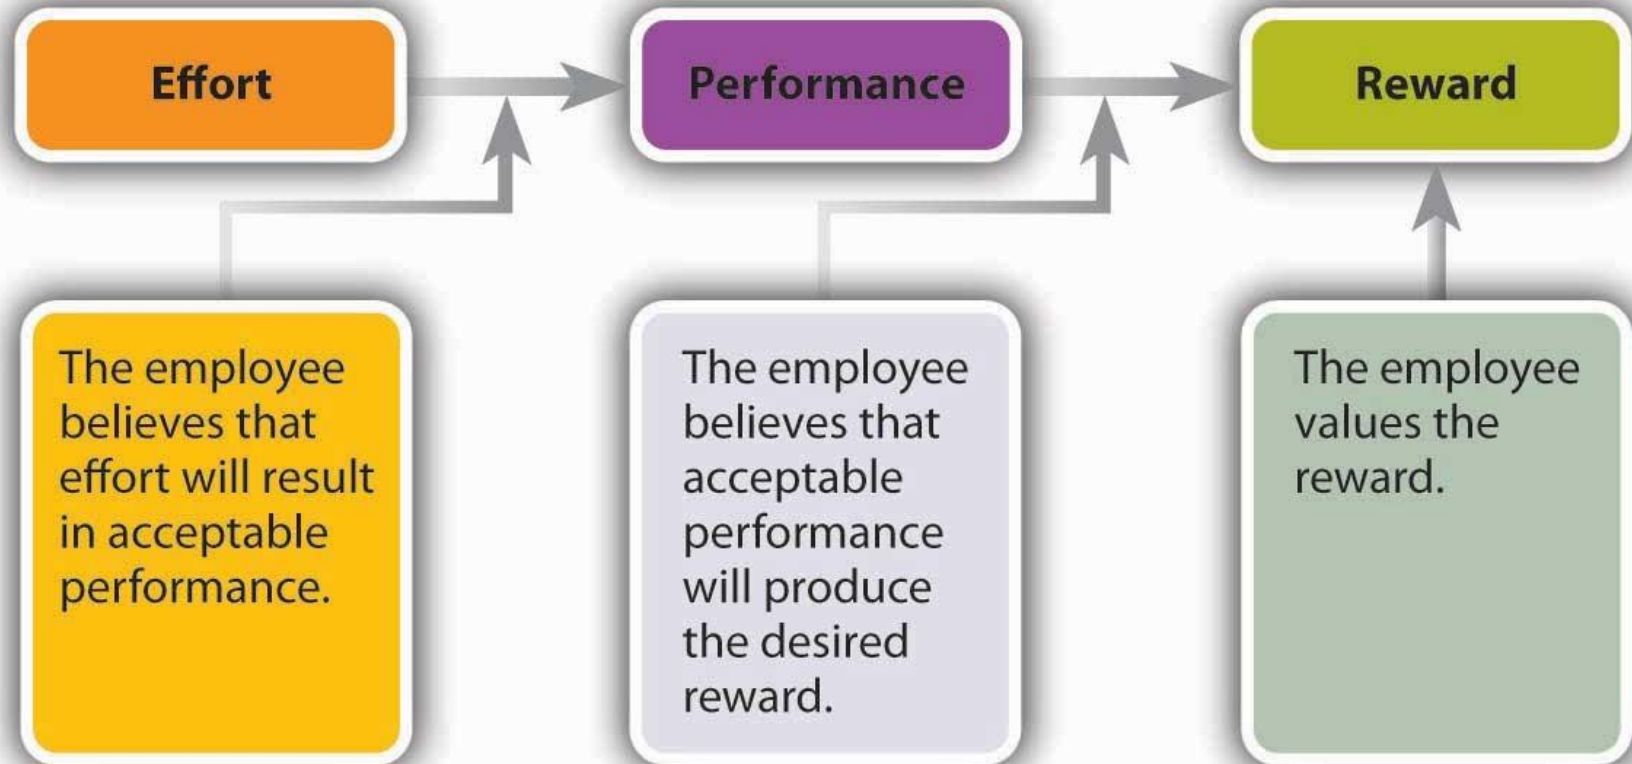 Effort
Performance
Reward
The employee
believes that
effort will result
in acceptable
performance.
The employee
believes that
acceptable
performance
will produce
the desired
reward.
The employee
values the
reward.